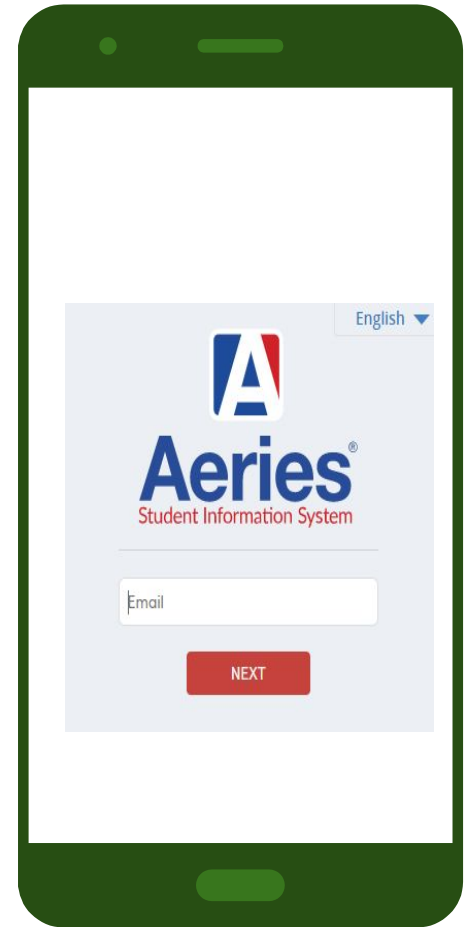 English
A
Aeries®
Student Information System
Email
NEXT